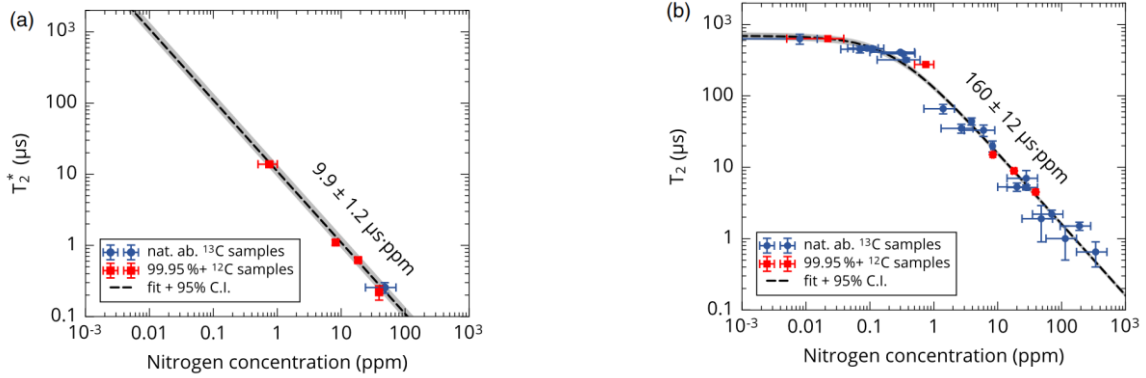 (a)
10³
100
10
1
0.1
T₂* (μs)
9.9 ± 1.2 μs·ppm
nat. ab. ¹³C samples
99.95 %+ ¹²C samples
fit + 95% C.I.
10⁻³ 0.01 0.1 1 10 100 10³
Nitrogen concentration (ppm)
(b)
10³
100
10
1
0.1
T₂ (μs)
160 ± 12 μs·ppm
nat. ab. ¹³C samples
99.95 %+ ¹²C samples
fit + 95% C.I.
10⁻³ 0.01 0.1 1 10 100 10³
Nitrogen concentration (ppm)